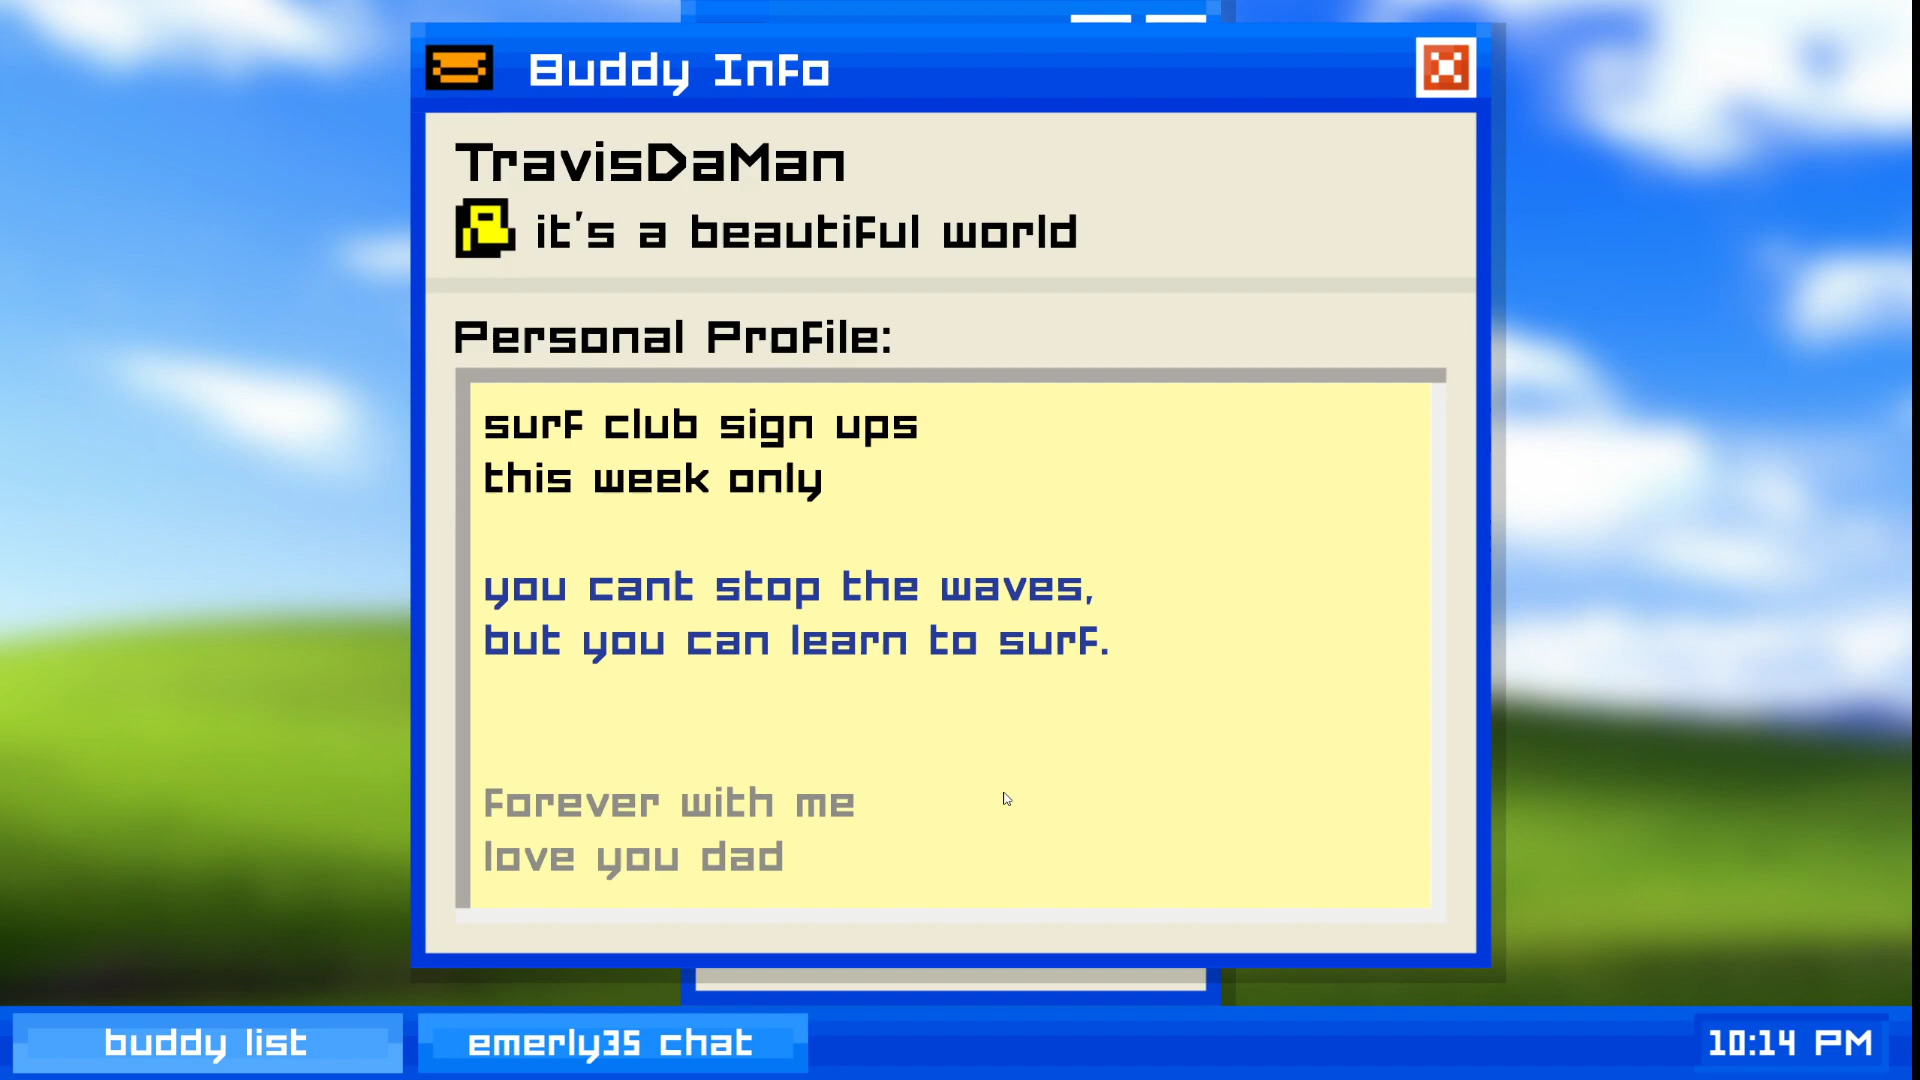 Buddy Info
TravisDaMan
it's a beautiful world
Personal Profile:
surf club sign ups
this week only
you cant stop the waves,
but you can learn to surf.
forever with me
love you dad
buddy list
emerly35 chat
10:14 PM